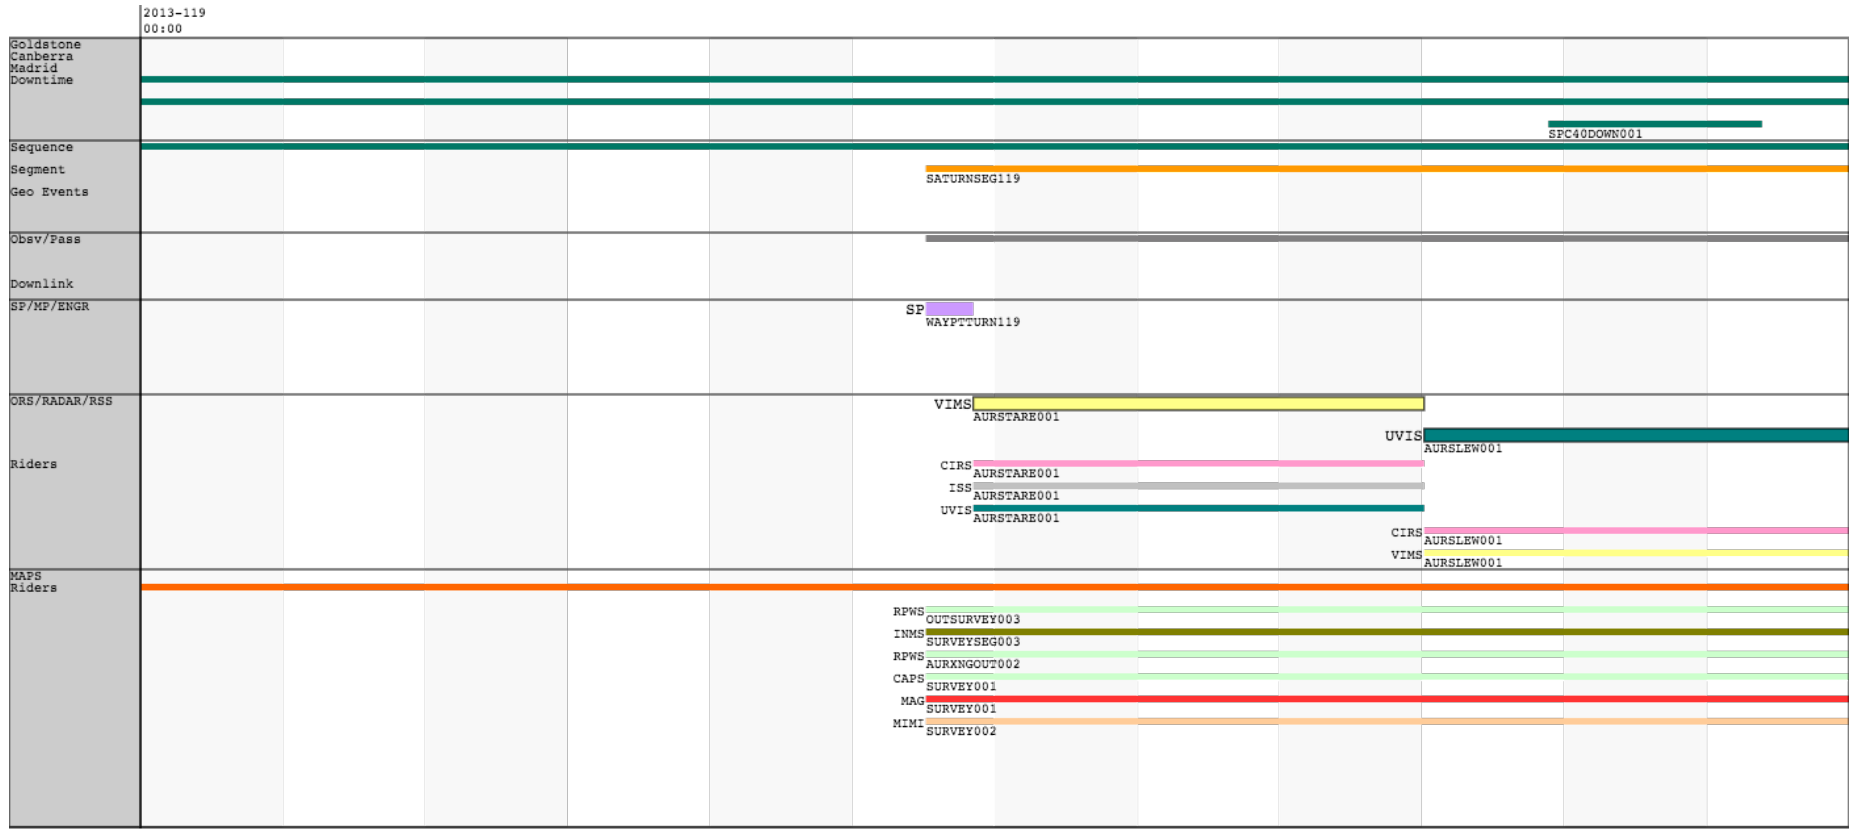 2013-119
00:00
Goldstone
Canberra
Madrid
Downtime
SPC40DOWN001
Sequence
Segment
SATURNSEG119
Geo Events
Obsv/Pass
Downlink
SP/MP/ENGR
SP
WAYPTTURN119
ORS/RADAR/RSS
VIMS
AURSTARE001
UVIS
AURSLEW001
Riders
CIRS
AURSTARE001
ISS
AURSTARE001
UVIS
AURSTARE001
CIRS
AURSLEW001
VIMS
AURSLEW001
MAPS
Riders
RPWS
OUTSURVEY003
INMS
SURVEYSEG003
RPWS
AURXNGOUT002
CAPS
SURVEY001
MAG
SURVEY001
MIMI
SURVEY002